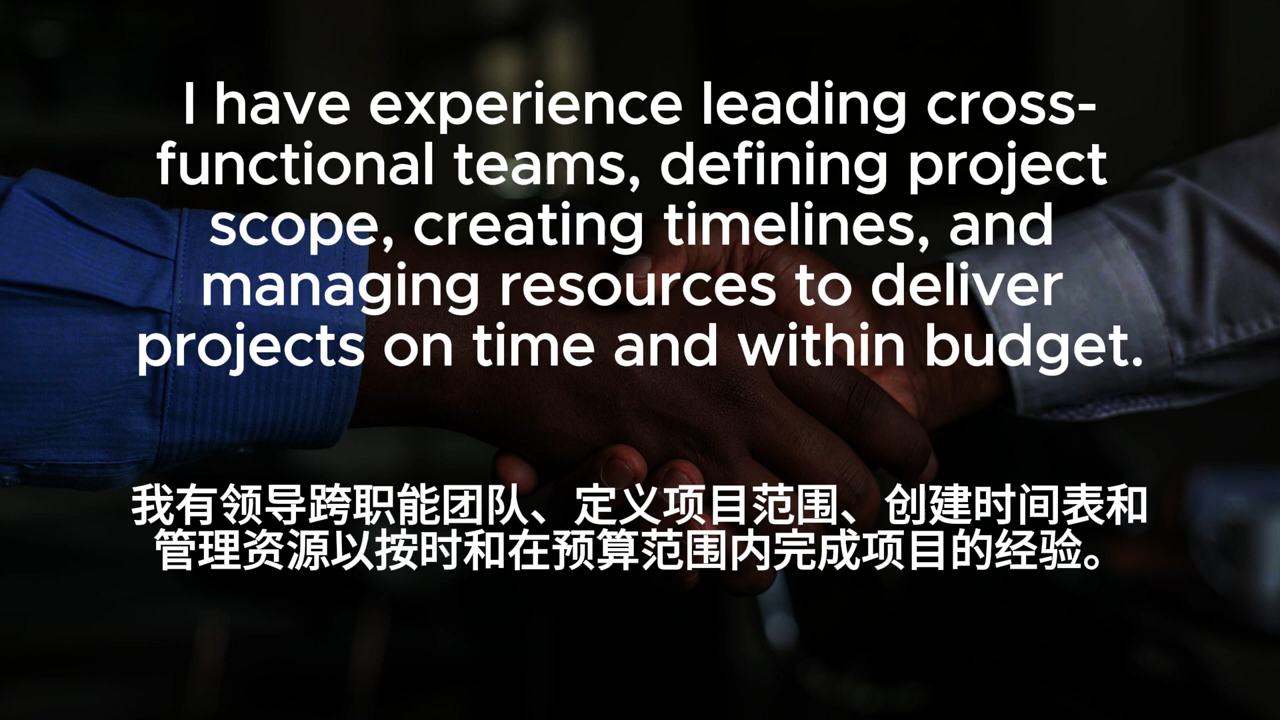 I have experience leading cross-
functional teams, defining project
scope, creating timelines, and
managing resources to deliver
projects on time and within budget.
我有领导跨职能团队、定义项目范围、创建时间表和
管理资源以按时和在预算范围内完成项目的经验。